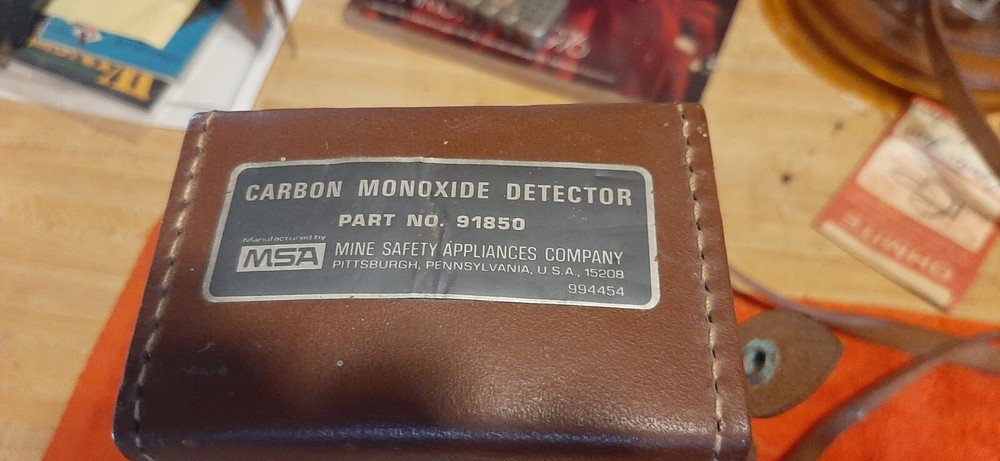 CARBON MONOXIDE DETECTOR
PART NO. 91850
Manufactured by
MSA
MINE SAFETY APPLIANCES COMPANY
PITTSBURGH, PENNSYLVANIA, U.S.A., 15208
994454
OHMITE